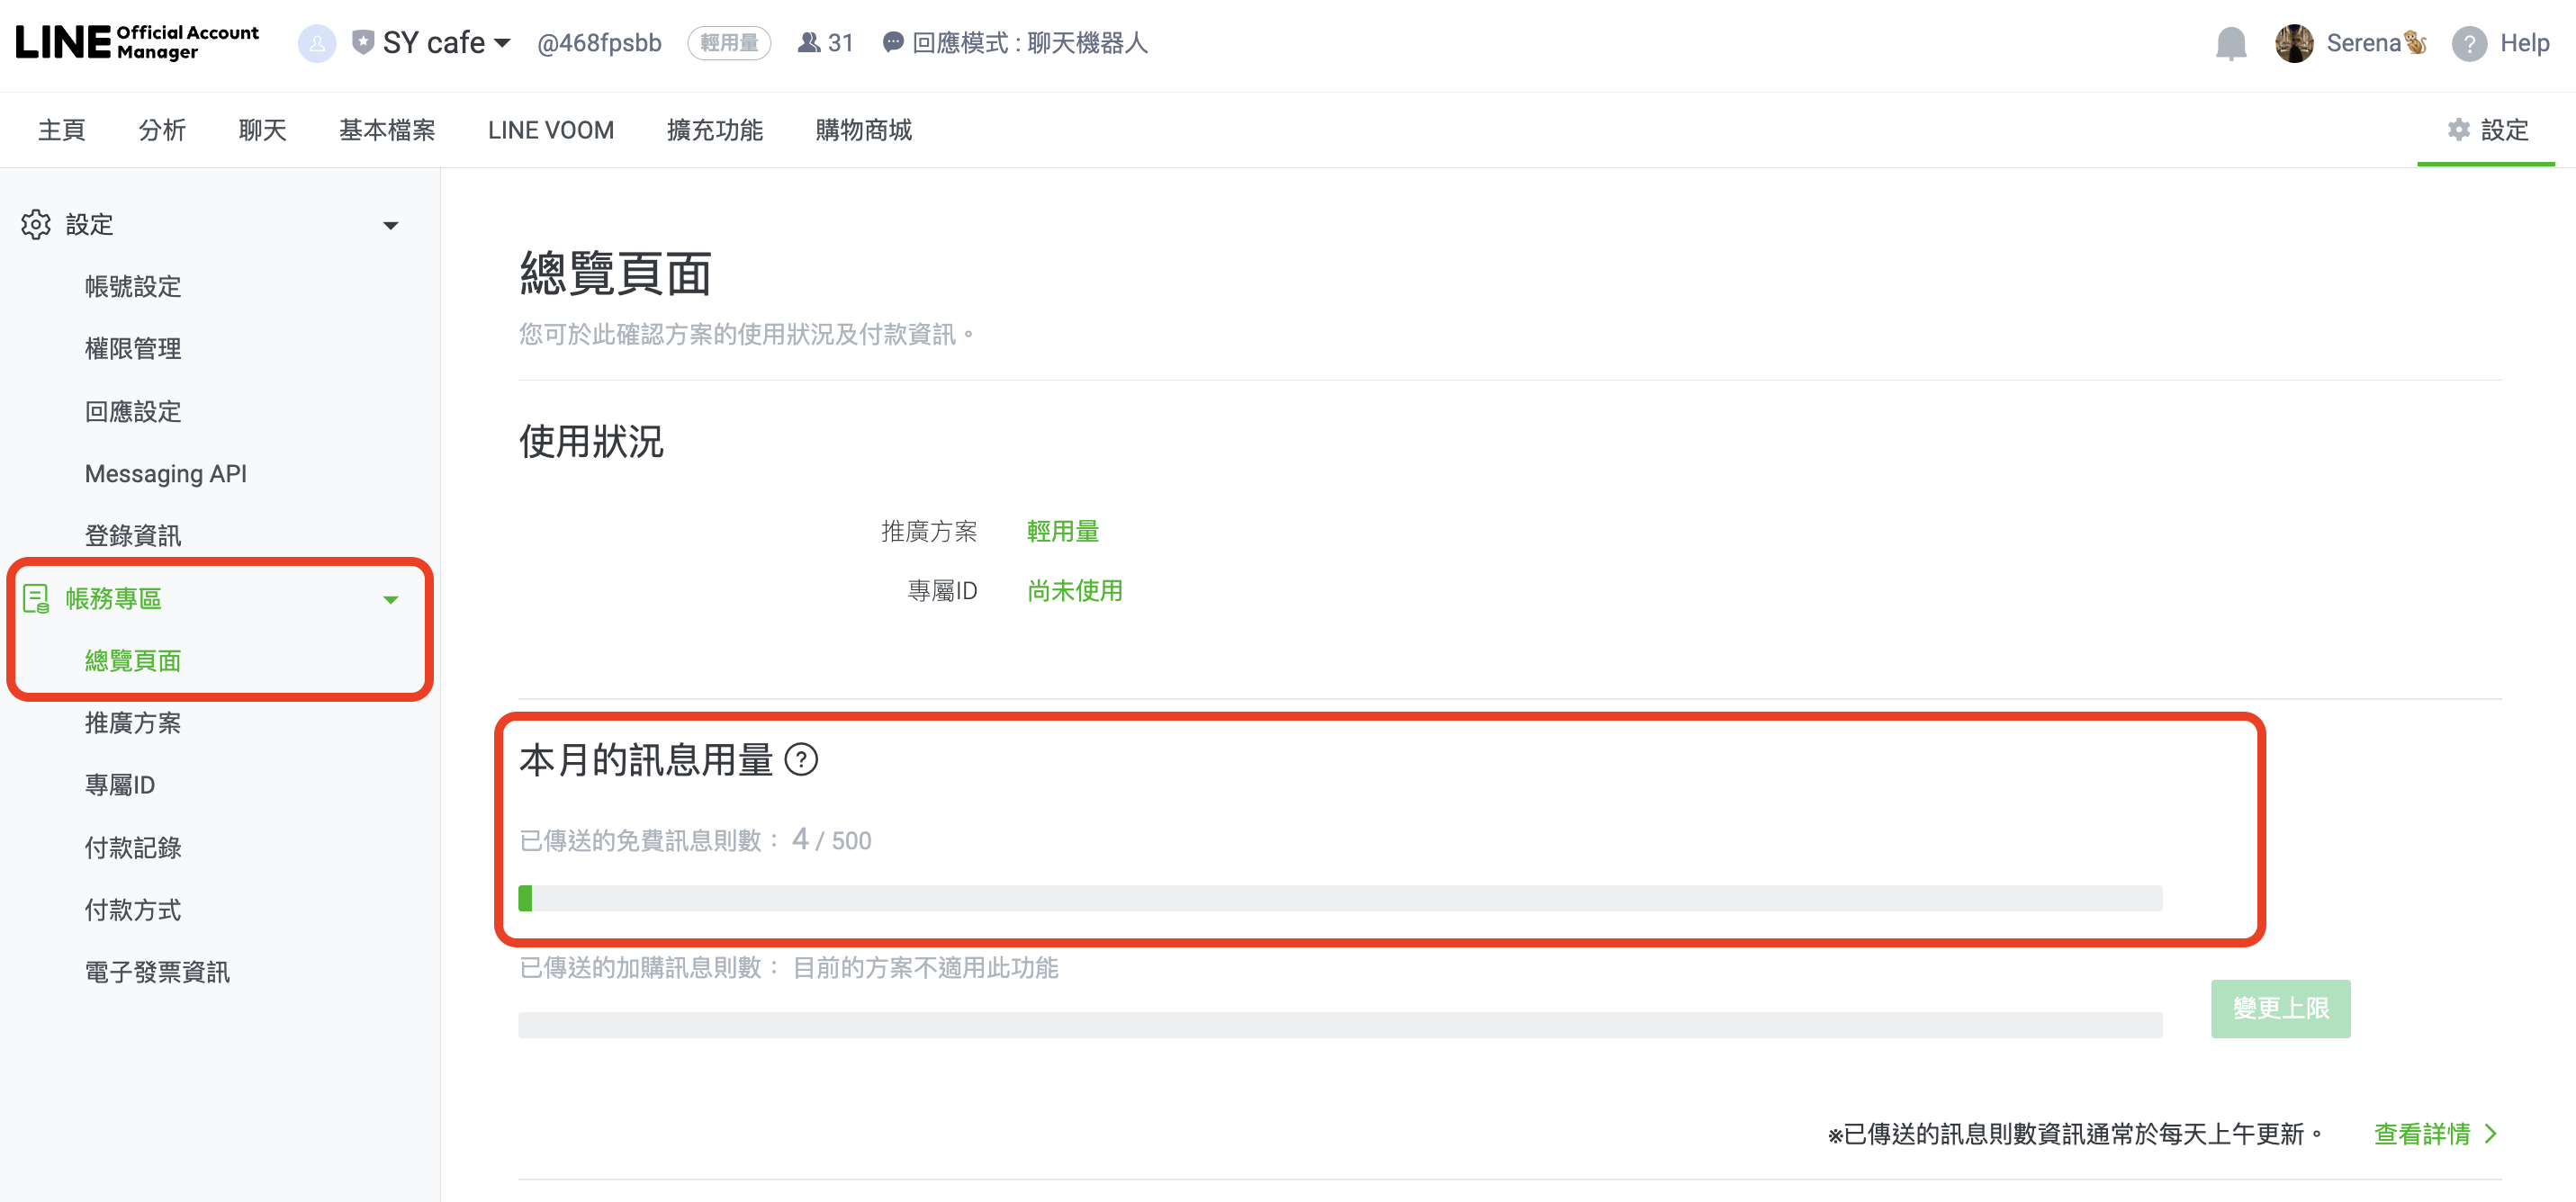 LINE Official Account Manager
SY cafe @468fpsbb 輕用量 31 回應模式 : 聊天機器人
Serena🐒 ? Help
主頁 分析 聊天 基本檔案 LINE VOOM 擴充功能 購物商城 設定
設定
帳號設定
權限管理
回應設定
Messaging API
登錄資訊
帳務專區
總覽頁面
推廣方案
專屬ID
付款記錄
付款方式
電子發票資訊
總覽頁面
您可於此確認方案的使用狀況及付款資訊。
使用狀況
推廣方案 輕用量
專屬ID 尚未使用
本月的訊息用量 ?
已傳送的免費訊息則數： 4 / 500
已傳送的加購訊息則數： 目前的方案不適用此功能
變更上限
※已傳送的訊息則數資訊通常於每天上午更新。 查看詳情